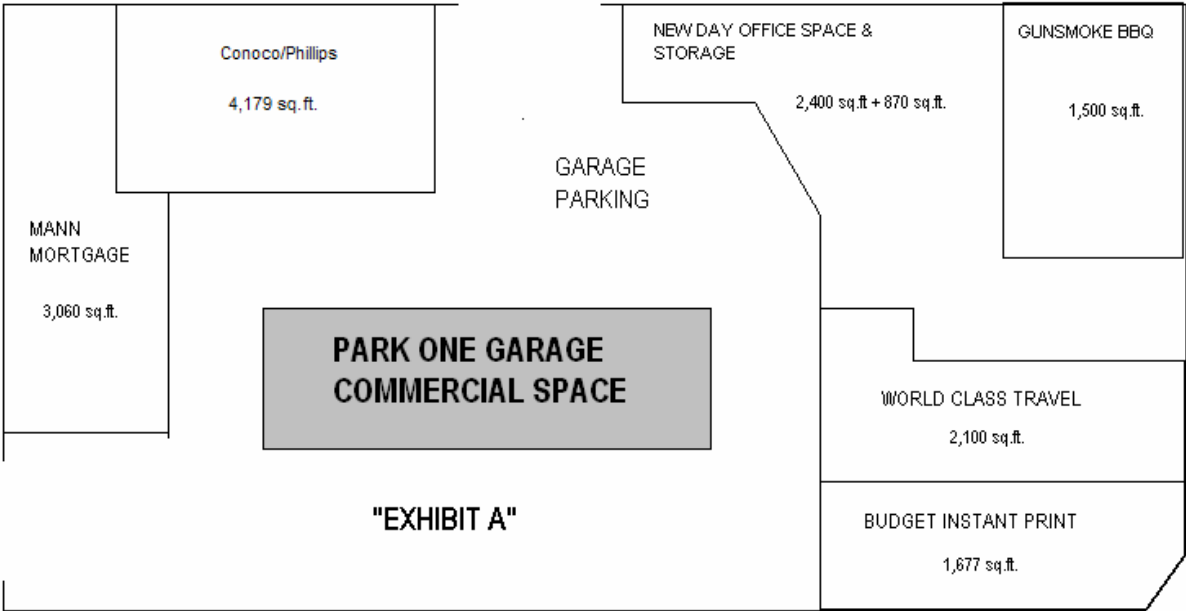 Conoco/Phillips
4,179 sq.ft.
NEW DAY OFFICE SPACE &
STORAGE
2,400 sq.ft + 870 sq.ft.
GUNSMOKE BBQ
1,500 sq.ft.
GARAGE
PARKING
MANN
MORTGAGE
3,060 sq.ft.
PARK ONE GARAGE
COMMERCIAL SPACE
WORLD CLASS TRAVEL
2,100 sq.ft.
"EXHIBIT A"
BUDGET INSTANT PRINT
1,677 sq.ft.